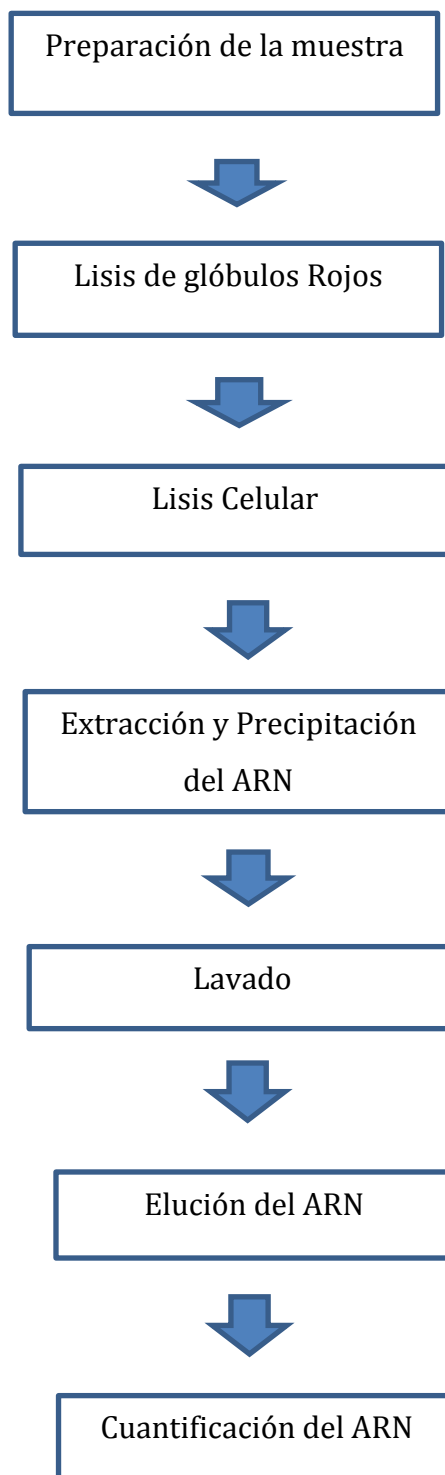 Preparación de la muestra
Lisis de glóbulos Rojos
Lisis Celular
Extracción y Precipitación
del ARN
Lavado
Elución del ARN
Cuantificación del ARN